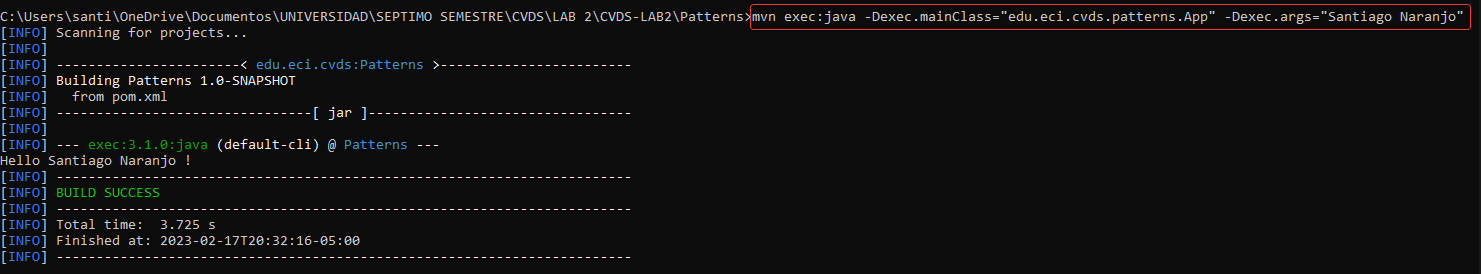 C:\Users\santi\OneDrive\Documentos\UNIVERSIDAD\SEPTIMO SEMESTRE\CVDS\LAB 2\CVDS-LAB2\Patterns>mvn exec:java -Dexec.mainClass="edu.eci.cvds.patterns.App" -Dexec.args="Santiago Naranjo"
[INFO] Scanning for projects...
[INFO]
[INFO] -----------------------< edu.eci.cvds:Patterns >------------------------
[INFO] Building Patterns 1.0-SNAPSHOT
[INFO]   from pom.xml
[INFO] --------------------------------[ jar ]---------------------------------
[INFO]
[INFO] --- exec:3.1.0:java (default-cli) @ Patterns ---
Hello Santiago Naranjo !
[INFO] ------------------------------------------------------------------------
[INFO] BUILD SUCCESS
[INFO] ------------------------------------------------------------------------
[INFO] Total time:  3.725 s
[INFO] Finished at: 2023-02-17T20:32:16-05:00
[INFO] ------------------------------------------------------------------------